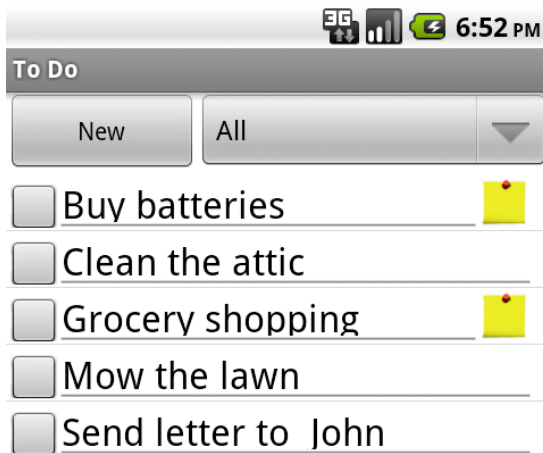 3G 6:52 PM
To Do
New All
Buy batteries
Clean the attic
Grocery shopping
Mow the lawn
Send letter to John